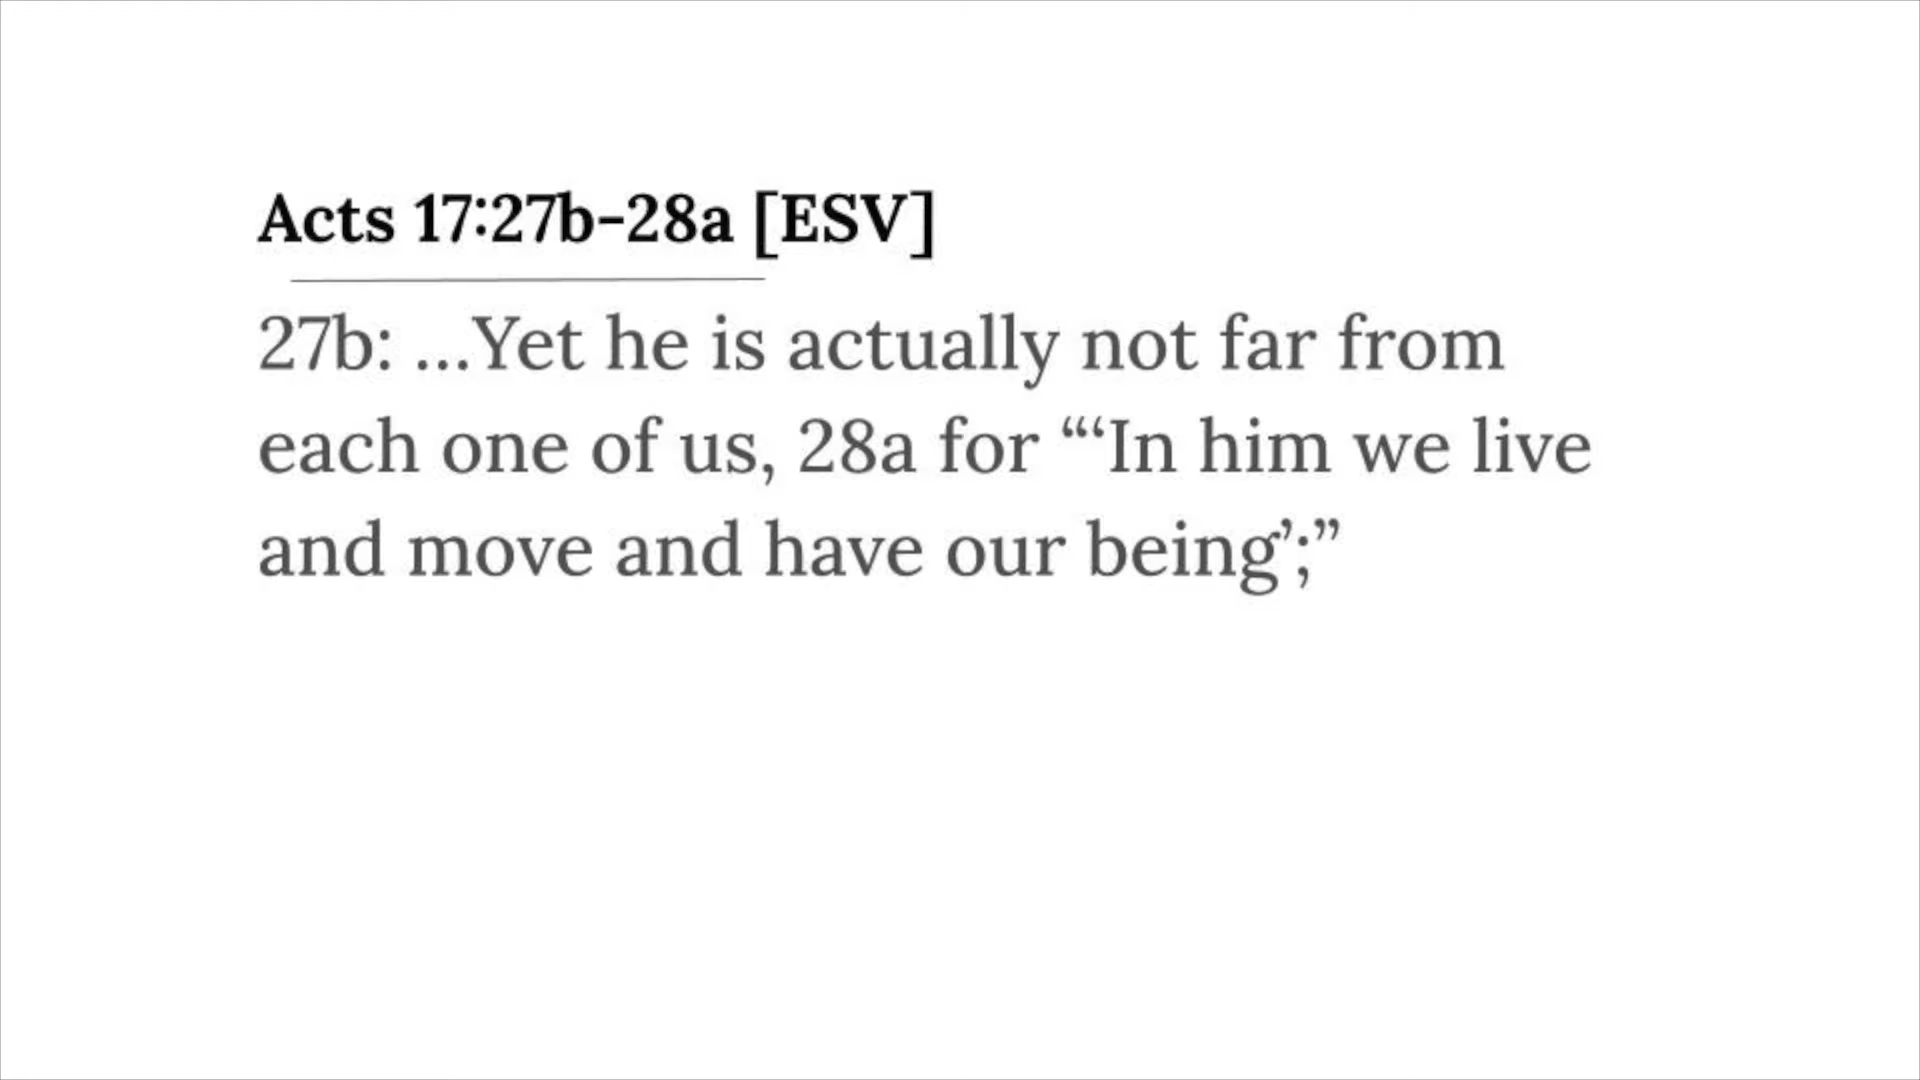 Acts 17:27b-28a [ESV]
27b: ...Yet he is actually not far from
each one of us, 28a for “‘In him we live
and move and have our being’;”